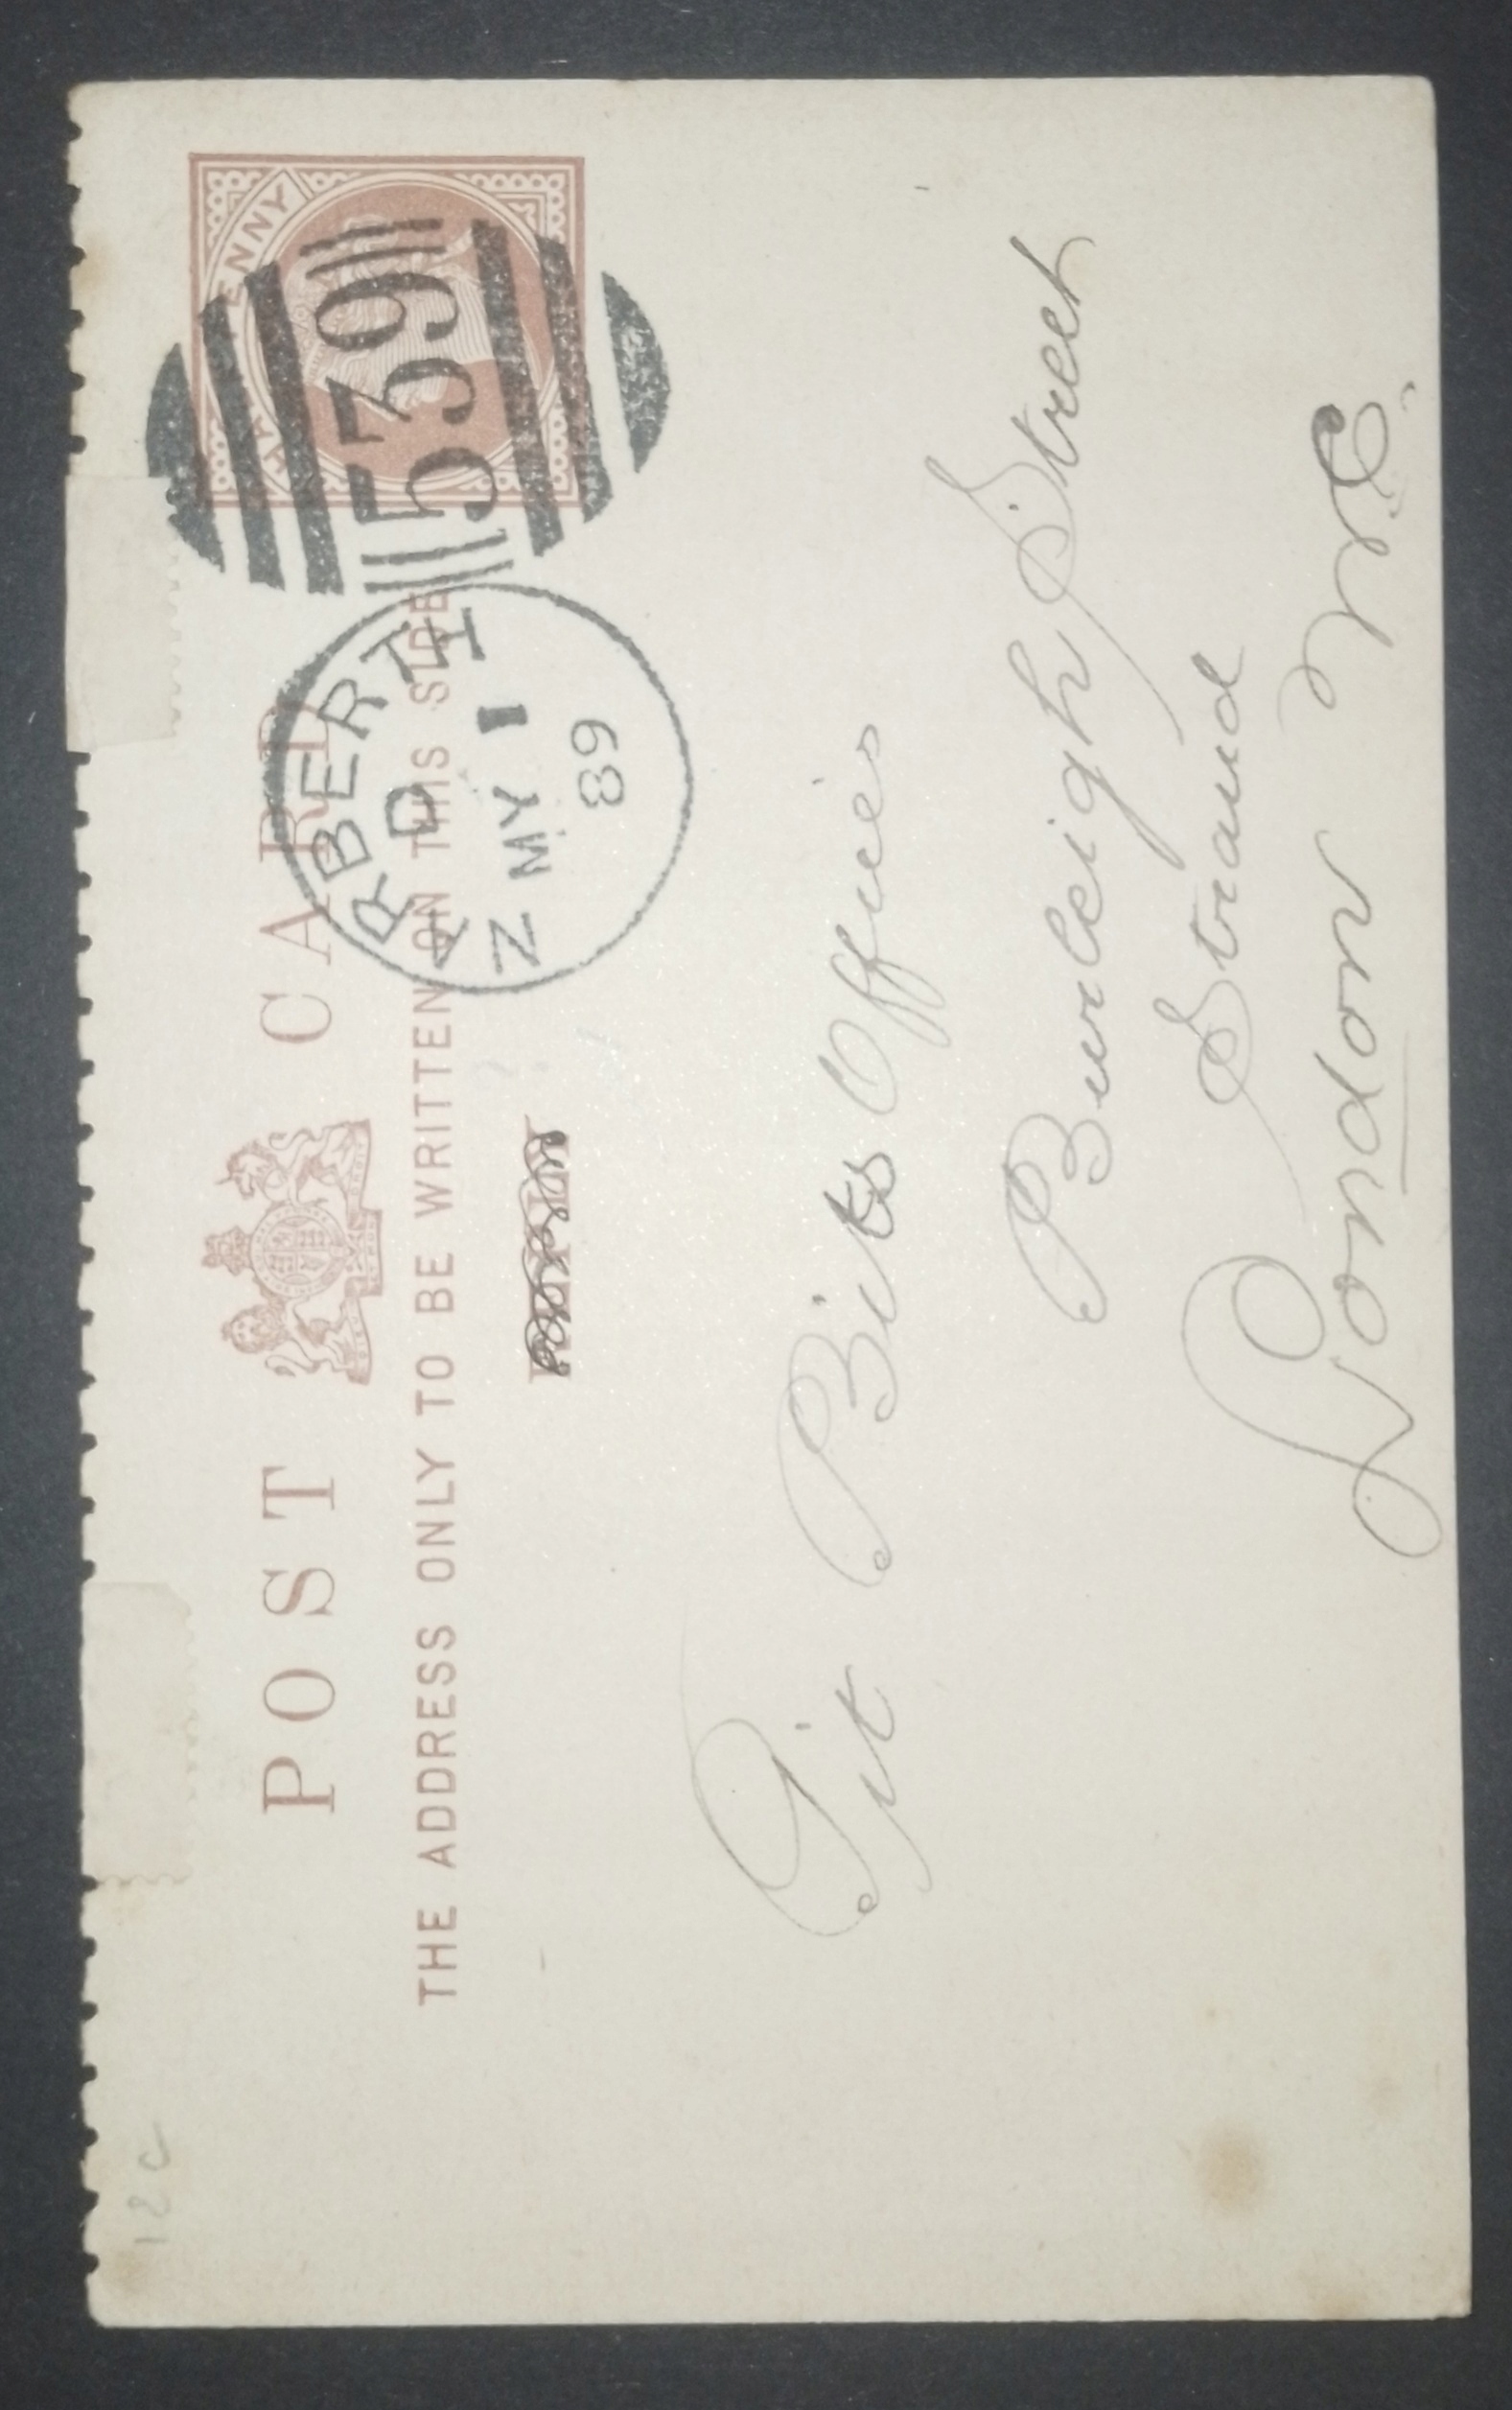 POST CARD
THE ADDRESS ONLY TO BE WRITTEN ON THIS SIDE
539
NARBERTH
D
MY 1
89
Tit Bits Offices
Burleigh Street
Strand
London W.C.